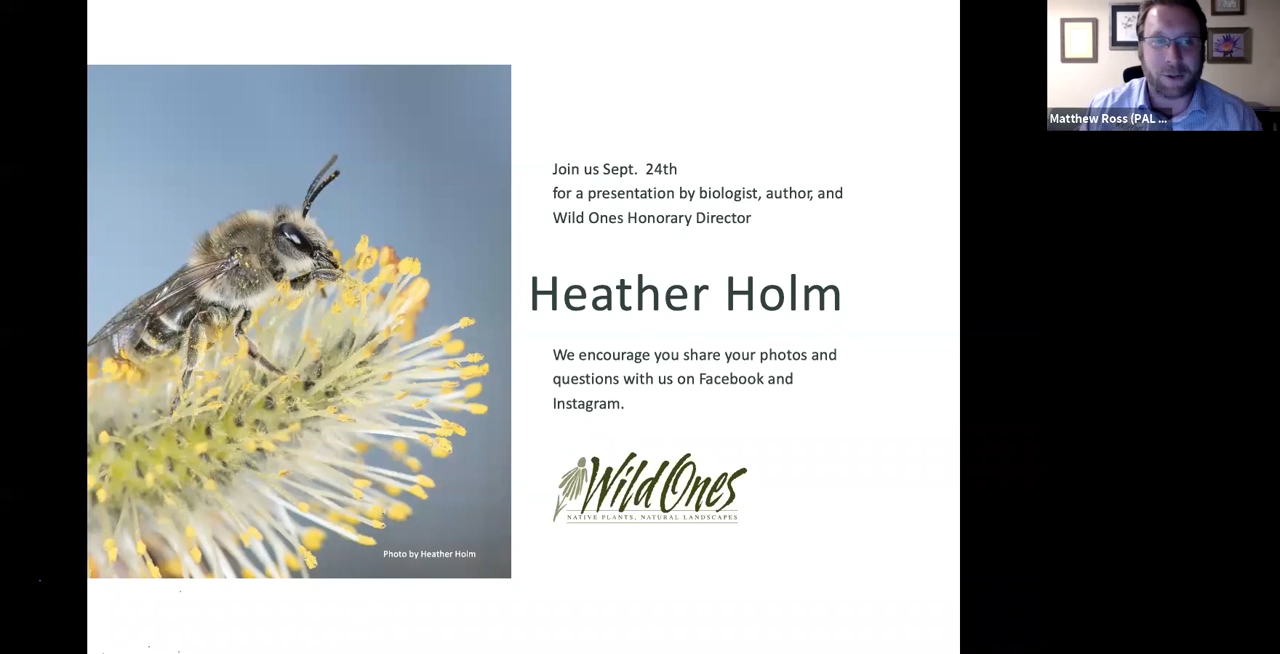 Join us Sept. 24th
for a presentation by biologist, author, and
Wild Ones Honorary Director
Heather Holm
We encourage you share your photos and
questions with us on Facebook and
Instagram.
Wild Ones
NATIVE PLANTS, NATURAL LANDSCAPES
Photo by Heather Holm
Matthew Ross (PAL ...